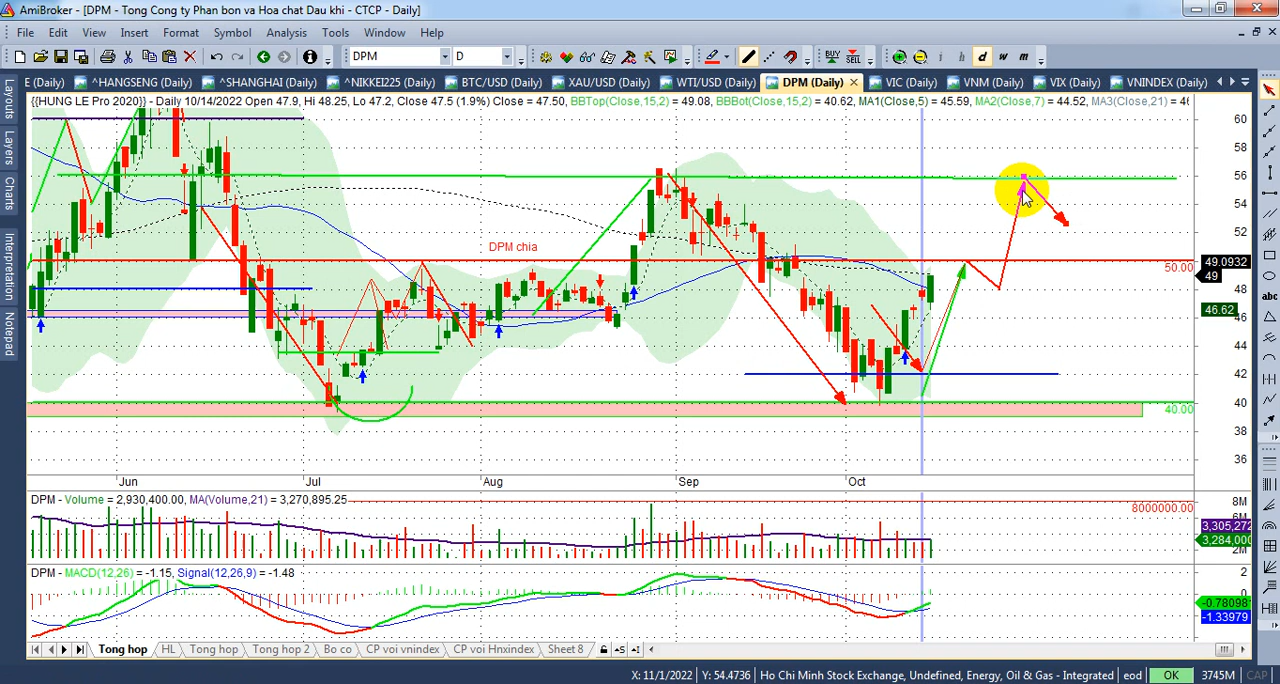 AmiBroker - [DPM - Tong Cong ty Phan bon va Hoa chat Dau khi - CTCP - Daily]
File Edit View Insert Format Symbol Analysis Tools Window Help
DPM D BUY SELL i h d w m
E (Daily) ^HANGSENG (Daily) ^SHANGHAI (Daily) ^NIKKEI225 (Daily) BTC/USD (Daily) XAU/USD (Daily) WTI/USD (Daily) DPM (Daily) VIC (Daily) VNM (Daily) VIX (Daily) VNINDEX (Daily)
Layouts
Layers
Charts
Interpretation
Notepad
{{HUNG LE Pro 2020}} - Daily 10/14/2022 Open 47.9, Hi 48.25, Lo 47.2, Close 47.5 (1.9%) Close = 47.50, BBTop(Close,15,2) = 49.08, BBBot(Close,15,2) = 40.62, MA1(Close,5) = 45.59, MA2(Close,7) = 44.52, MA3(Close,21) = 46
60
58
56
54
52
DPM chia
50.00
49.0932
49
48
46.62
46
44
42
40
40.00
38
36
Jun Jul Aug Sep Oct
DPM - Volume = 2,930,400.00, MA(Volume,21) = 3,270,895.25
8M
8000000.00
6M
3,305,272
3,284,000
2M
DPM - MACD(12,26) = -1.15, Signal(12,26,9) = -1.48
2
0
-0.78098
-1.33979
Tong hop HL Tong hop Tong hop 2 Bo co CP voi vnindex CP voi Hnxindex Sheet 8
abc
X: 11/1/2022 Y: 54.4736 Ho Chi Minh Stock Exchange, Undefined, Energy, Oil & Gas - Integrated eod OK 3745M CAP